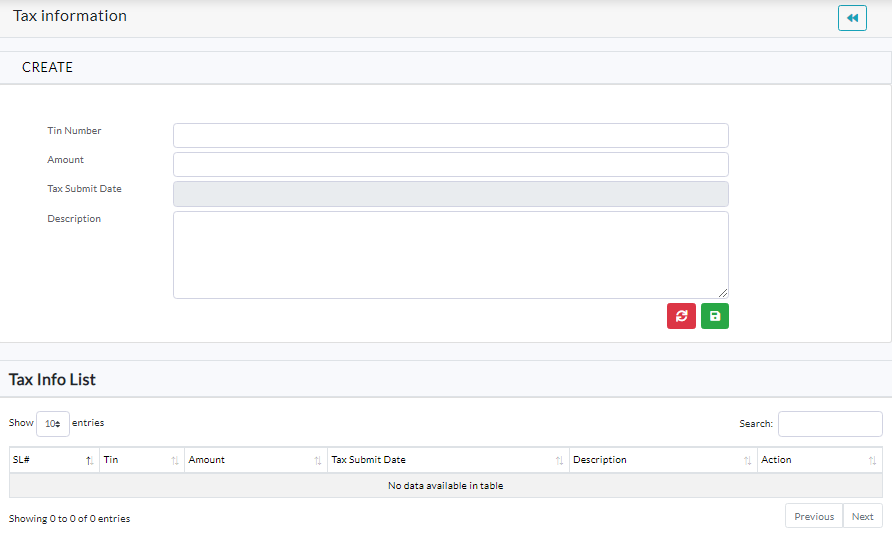 Tax information
CREATE
Tin Number
Amount
Tax Submit Date
Description
Tax Info List
Show 10 entries
Search:
SL# Tin Amount Tax Submit Date Description Action
No data available in table
Showing 0 to 0 of 0 entries
Previous Next